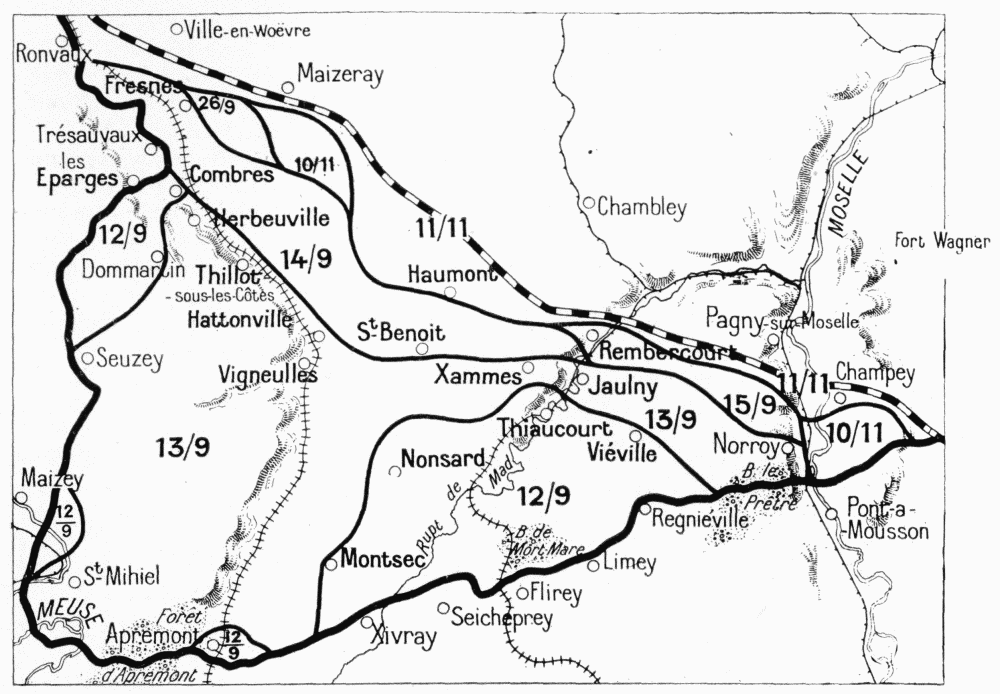 Ville-en-Woëvre
Ronvaux
Maizeray
Fresnes
26/9
Trésauvaux
les
Eparges
10/11
Combres
Chambley
MOSELLE
Herbeuville
11/11
Fort Wagner
12/9
14/9
Dommartin
Thillot
-sous-les-Côtes
Haumont
Hattonville
St Benoit
Pagny-sur-Moselle
Rembercourt
Seuzey
Vigneulles
Xammes
Jaulny
11/11
Champey
13/9
15/9
10/11
Thiaucourt
13/9
Viéville
Norroy
Nonsard
Mad
B. les
Prêtre
Maizey
de
12/9
12
9
Regniéville
Pont-a-
-Mousson
Rupt
B. de
Mort-Mare
Montsec
Limey
St Mihiel
Flirey
MEUSE
Seicheprey
Foret
Apremont
12
9
Xivray
d'Apremont